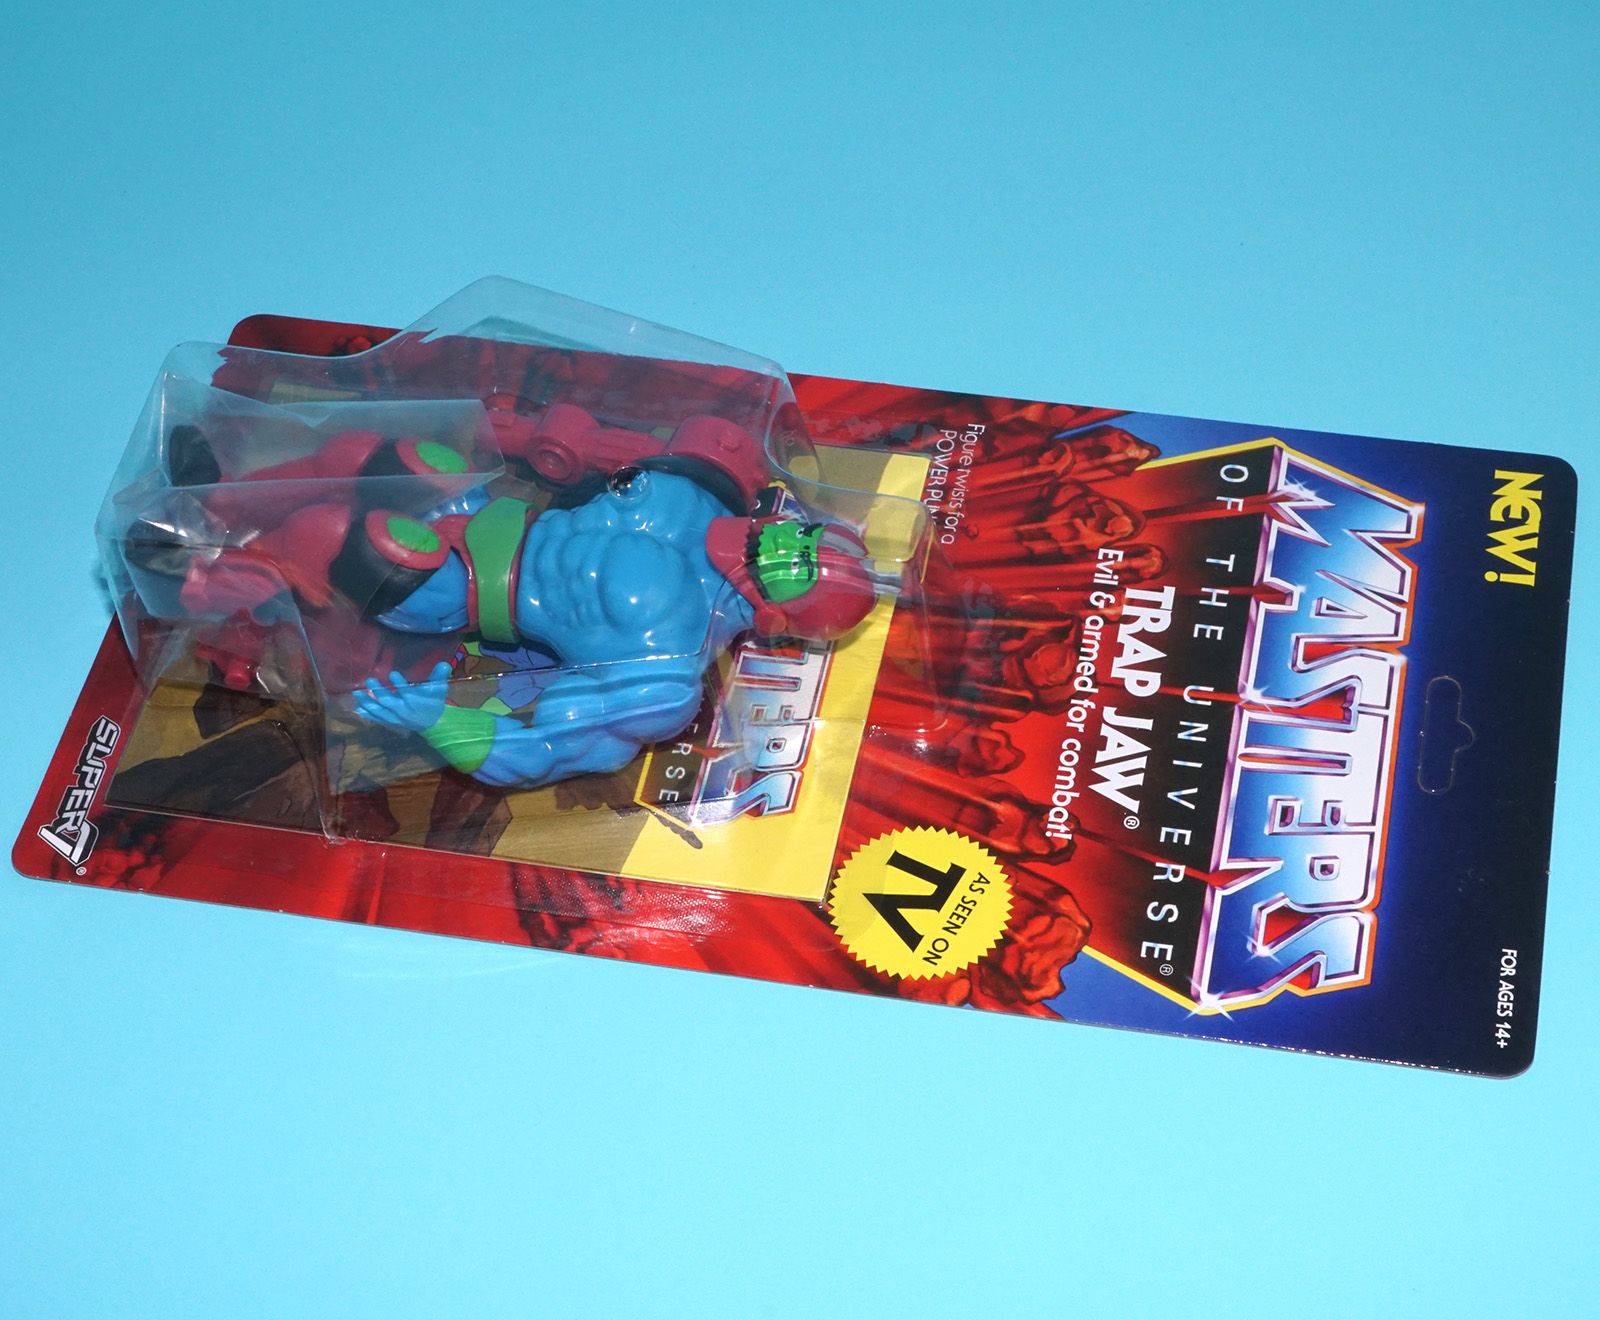 NEW!
FOR AGES 14+
MASTERS
OF THE UNIVERSE®
TRAP JAW®
Evil & armed for combat!
Figure twists for a
POWER
AS SEEN ON
TV
SUPER7®